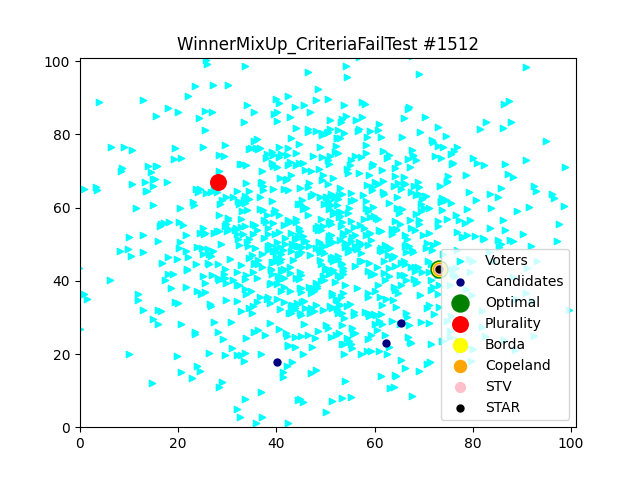 WinnerMixUp_CriteriaFailTest #1512
100
80
60
40
20
0
0
20
40
60
80
100
Voters
Candidates
Optimal
Plurality
Borda
Copeland
STV
STAR